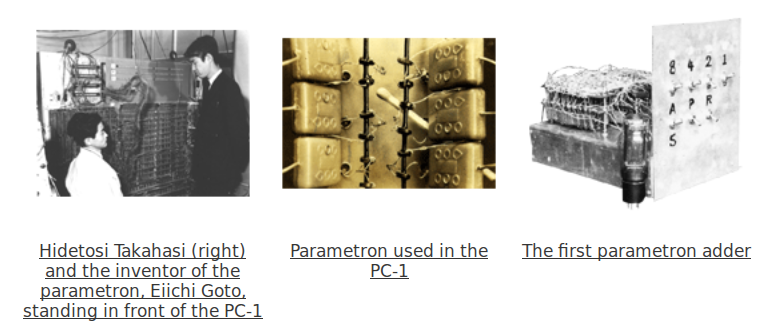 8 4 2 1
A P R
S
Hidetosi Takahasi (right)
and the inventor of the
parametron, Eiichi Goto,
standing in front of the PC-1
Parametron used in the
PC-1
The first parametron adder